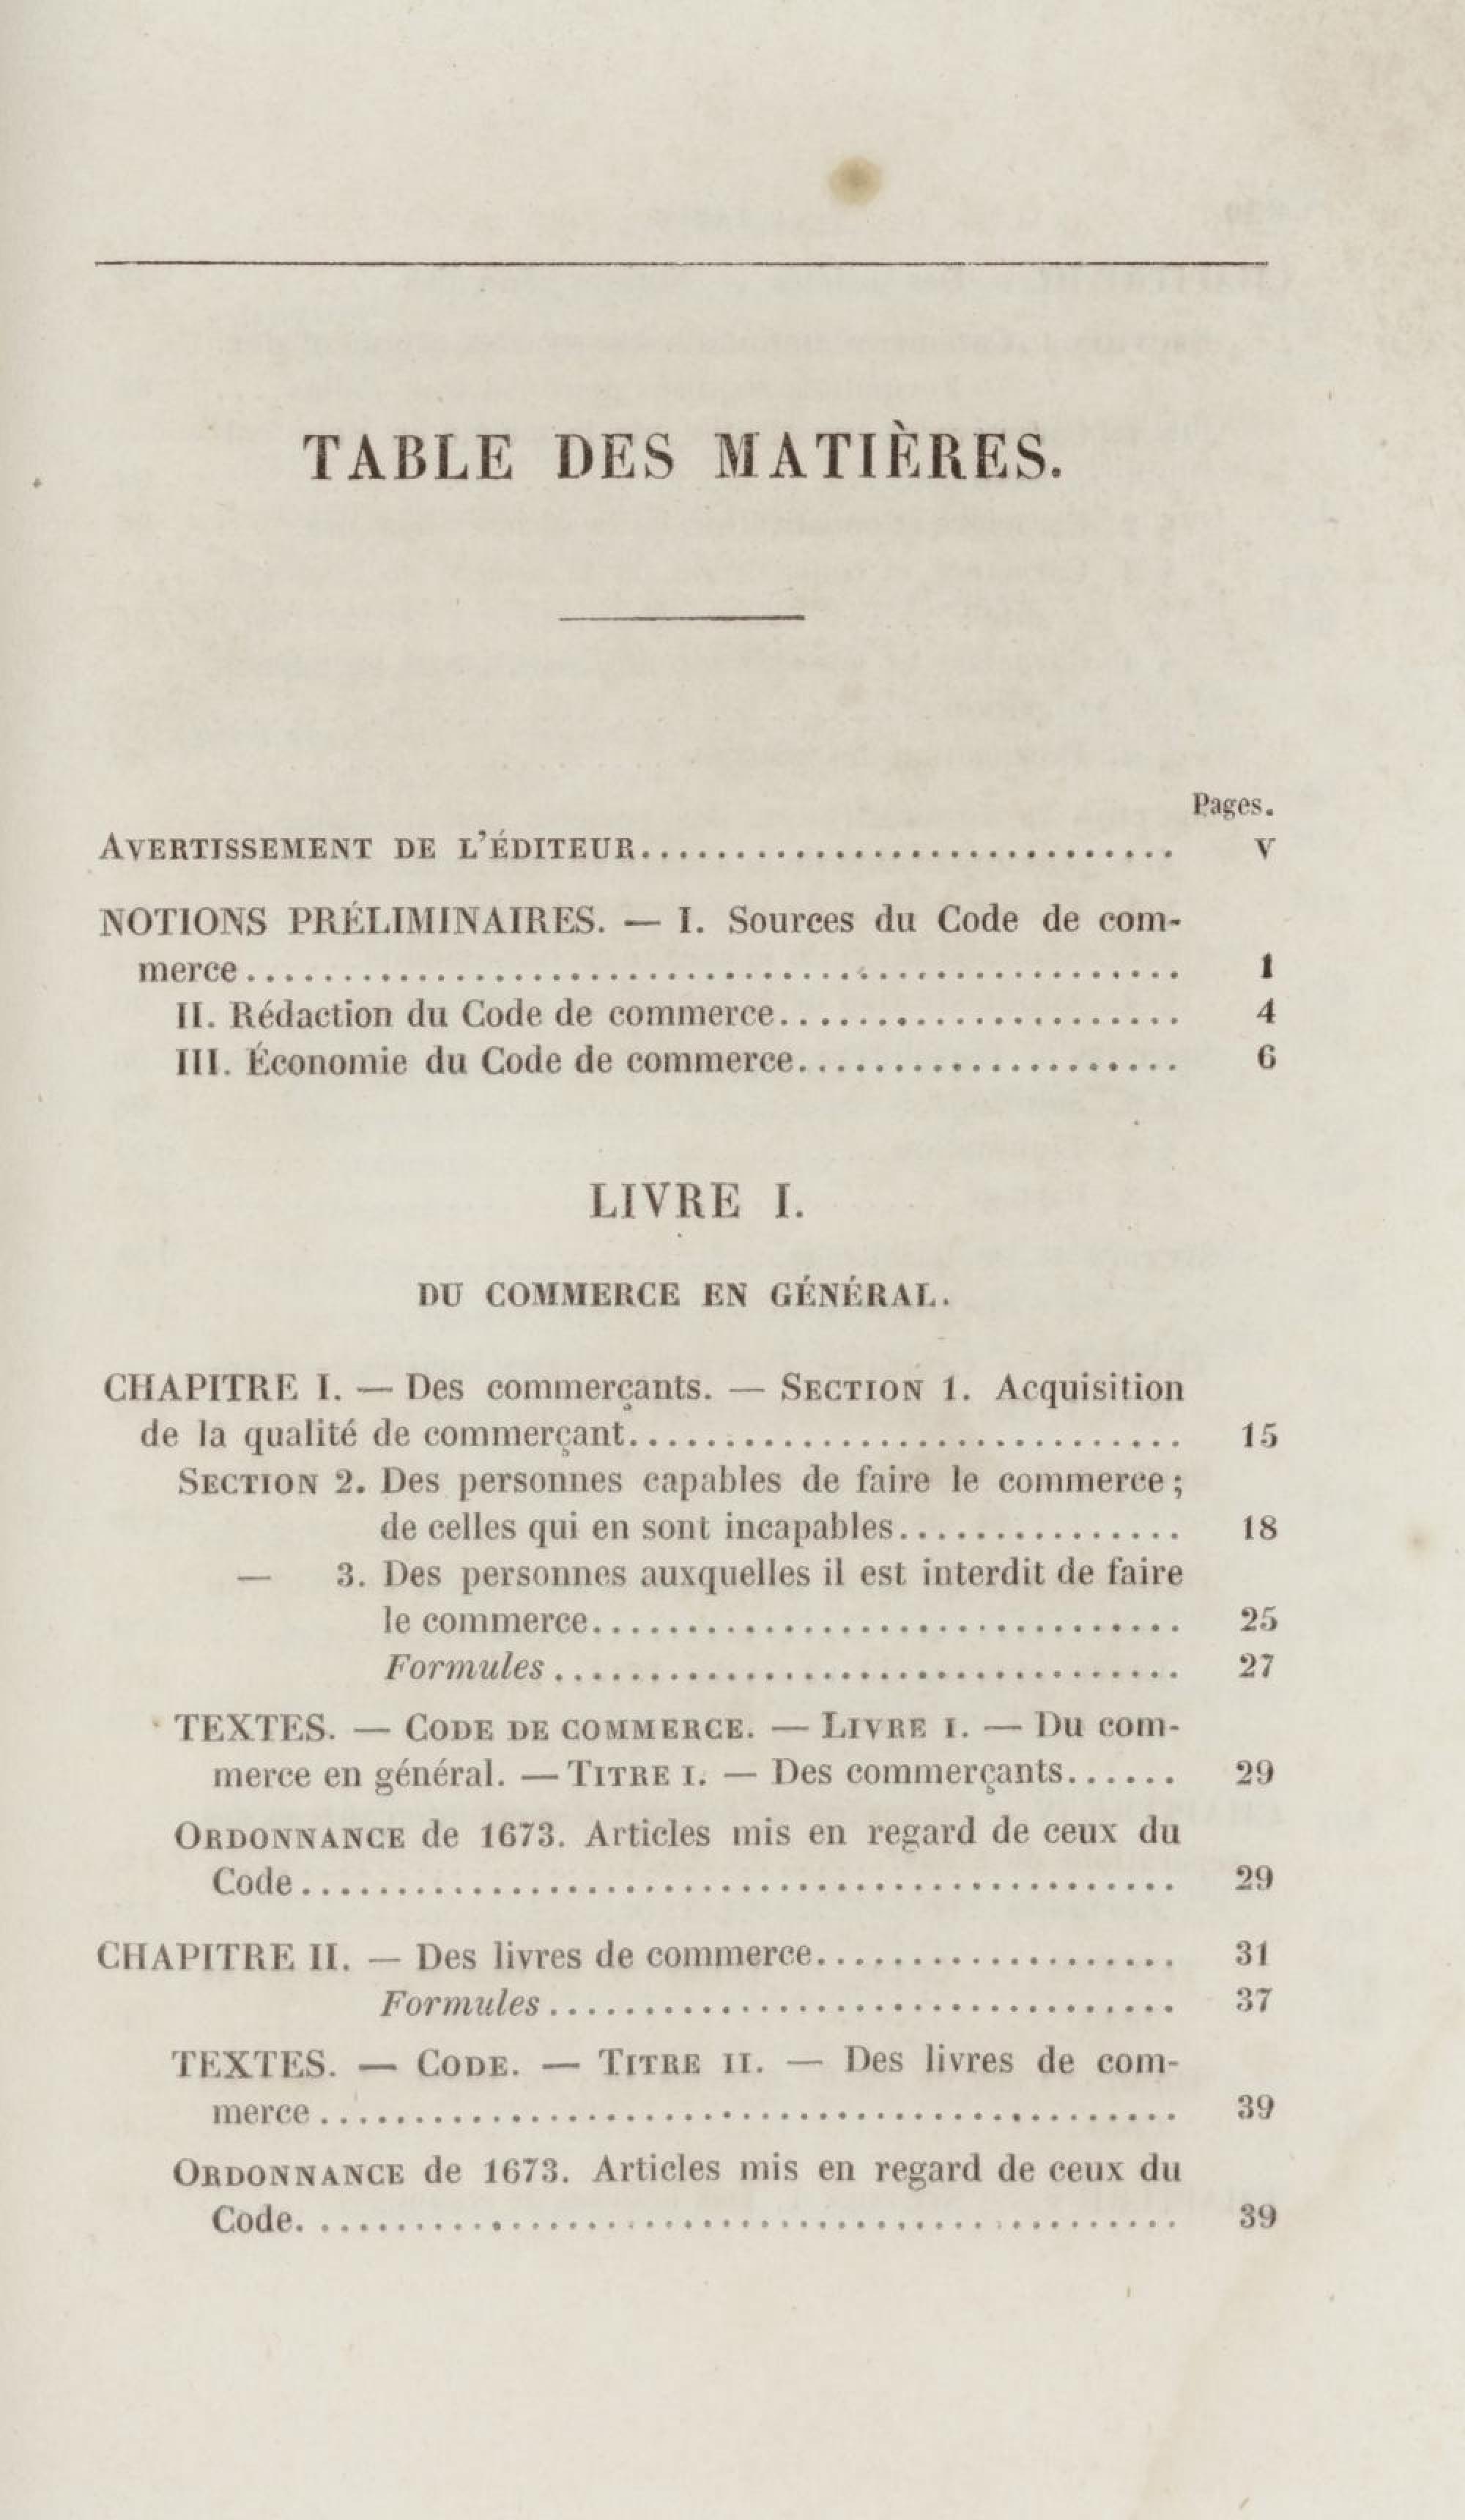 TABLE DES MATIÈRES.
Pages.
AVERTISSEMENT DE L'ÉDITEUR.............................. V
NOTIONS PRÉLIMINAIRES. — I. Sources du Code de com-
merce.................................................. 1
II. Rédaction du Code de commerce...................... 4
III. Économie du Code de commerce.................... 6
LIVRE I.
DU COMMERCE EN GÉNÉRAL.
CHAPITRE I. — Des commerçants. — SECTION 1. Acquisition
de la qualité de commerçant.............................. 15
SECTION 2. Des personnes capables de faire le commerce;
de celles qui en sont incapables............... 18
— 3. Des personnes auxquelles il est interdit de faire
le commerce............................... 25
Formules................................. 27
TEXTES. — CODE DE COMMERCE. — LIVRE I. — Du com-
merce en général. — TITRE I. — Des commerçants...... 29
ORDONNANCE de 1673. Articles mis en regard de ceux du
Code............................................... 29
CHAPITRE II. — Des livres de commerce................... 31
Formules................................. 37
TEXTES. — CODE. — TITRE II. — Des livres de com-
merce............................................. 39
ORDONNANCE de 1673. Articles mis en regard de ceux du
Code. ............................................. 39